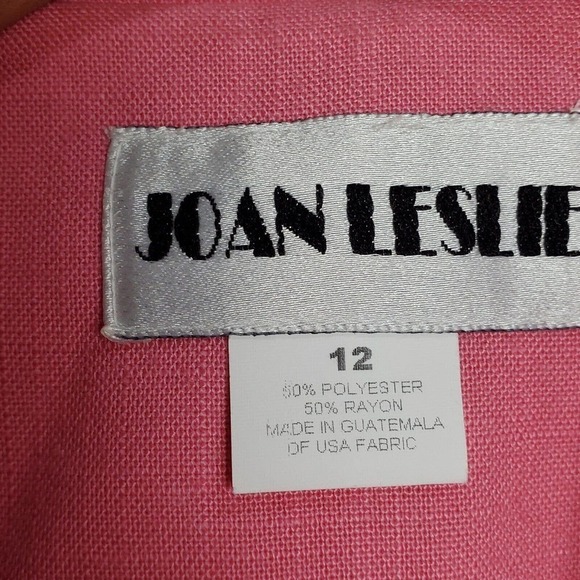 JOAN LESLIE
12
50% POLYESTER
50% RAYON
MADE IN GUATEMALA
OF USA FABRIC